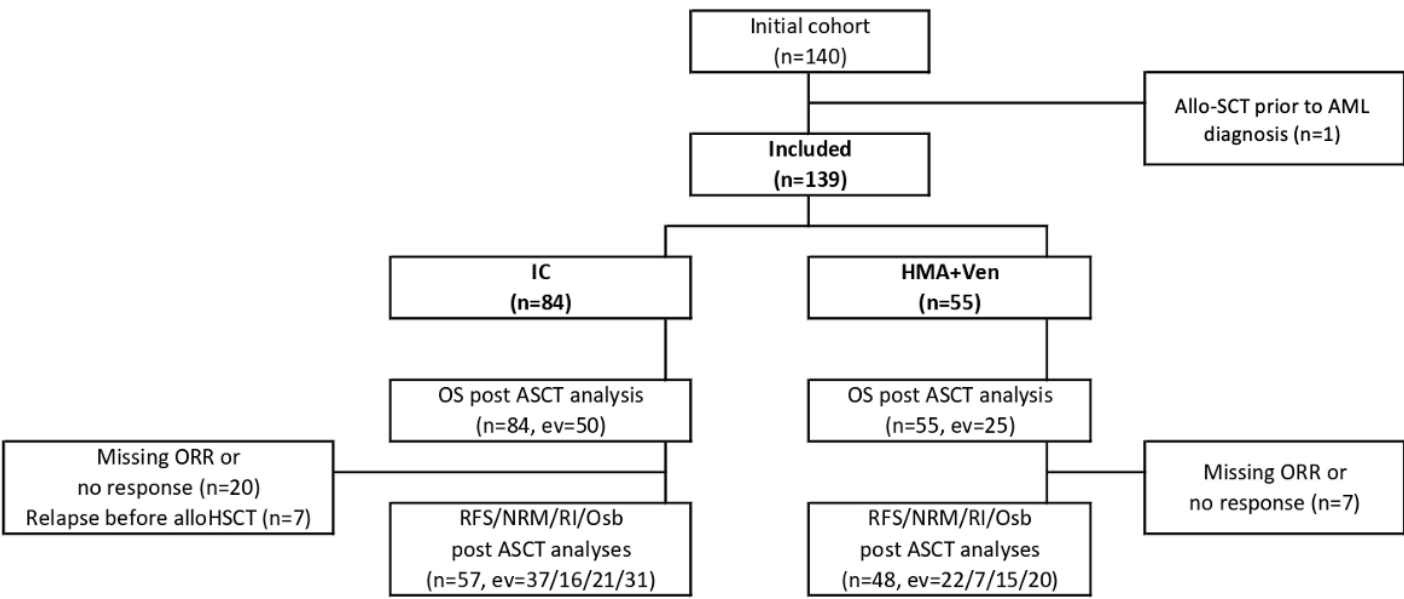 Initial cohort
(n=140)
Allo-SCT prior to AML
diagnosis (n=1)
Included
(n=139)
IC
(n=84)
HMA+Ven
(n=55)
OS post ASCT analysis
(n=84, ev=50)
OS post ASCT analysis
(n=55, ev=25)
Missing ORR or
no response (n=20)
Relapse before alloHSCT (n=7)
Missing ORR or
no response (n=7)
RFS/NRM/RI/Osb
post ASCT analyses
(n=57, ev=37/16/21/31)
RFS/NRM/RI/Osb
post ASCT analyses
(n=48, ev=22/7/15/20)